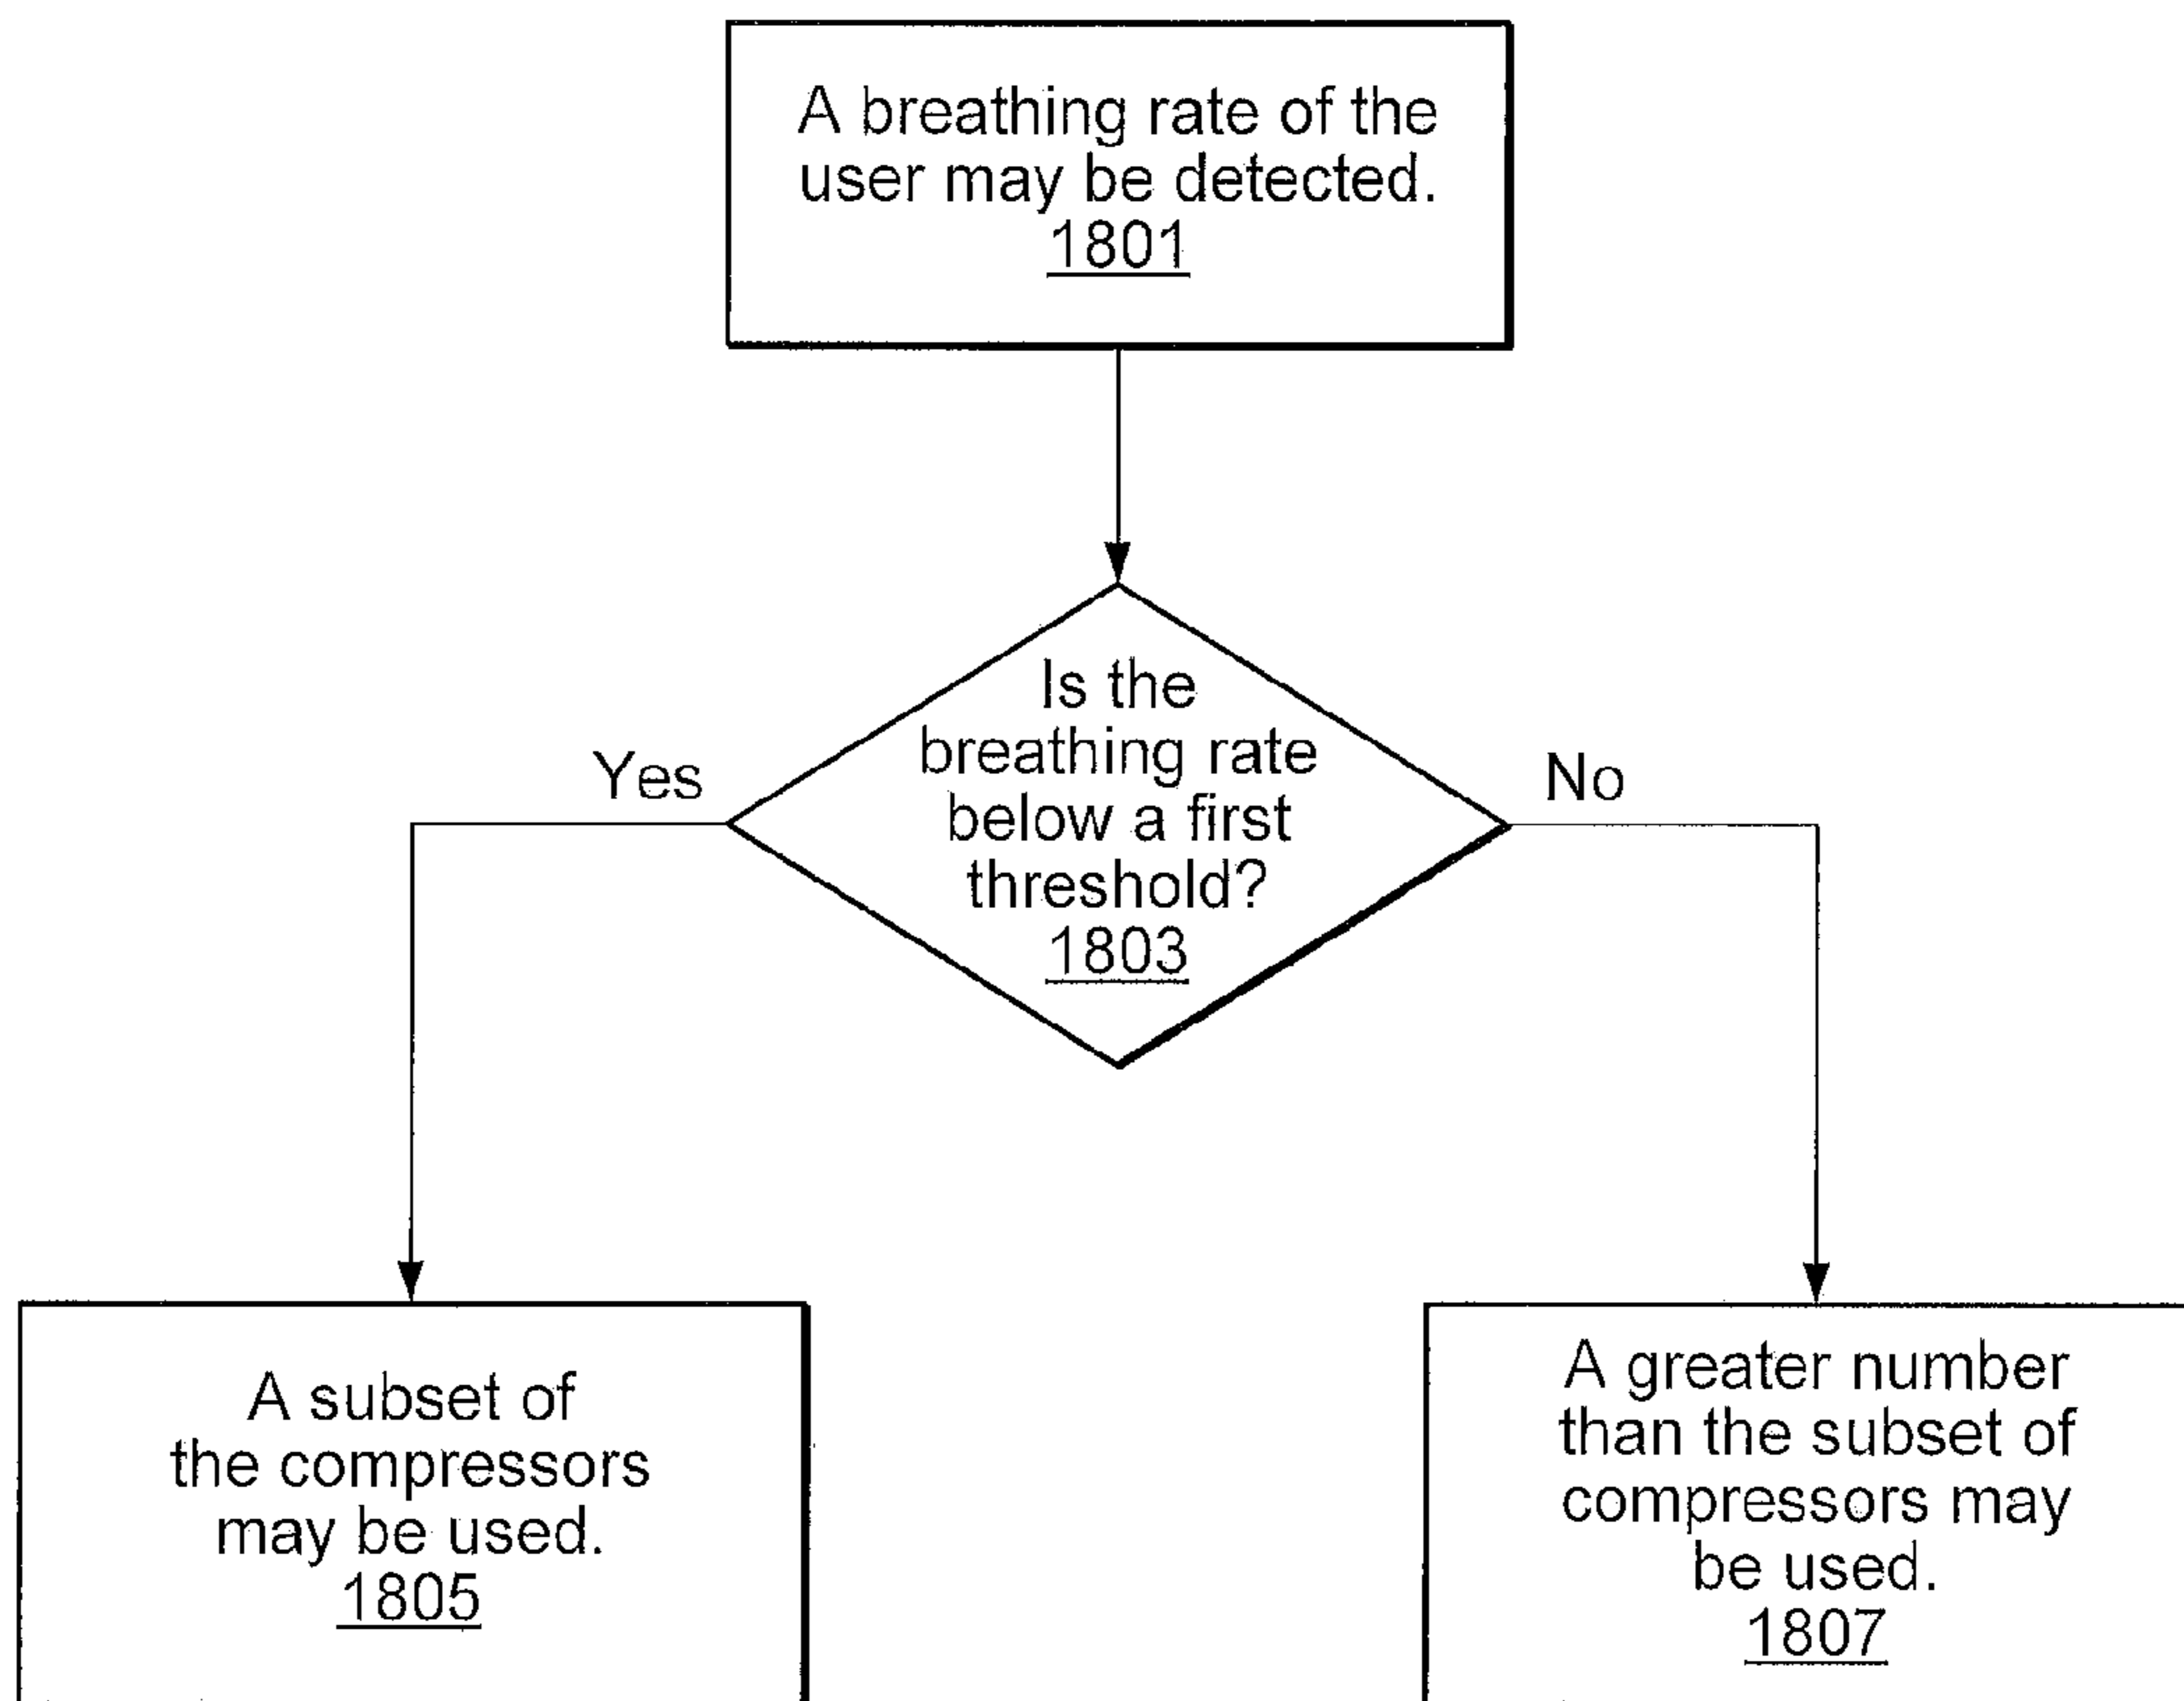 A breathing rate of the
user may be detected.
1801
Is the
breathing rate
below a first
threshold?
1803
Yes
No
A subset of
the compressors
may be used.
1805
A greater number
than the subset of
compressors may
be used.
1807